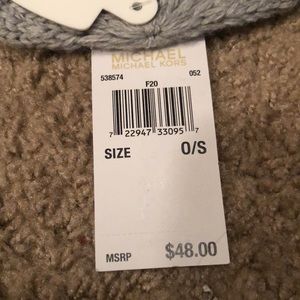 MICHAEL
MICHAEL KORS
538574 F20 052
7 22947 33095 7
SIZE O/S
MSRP $48.00